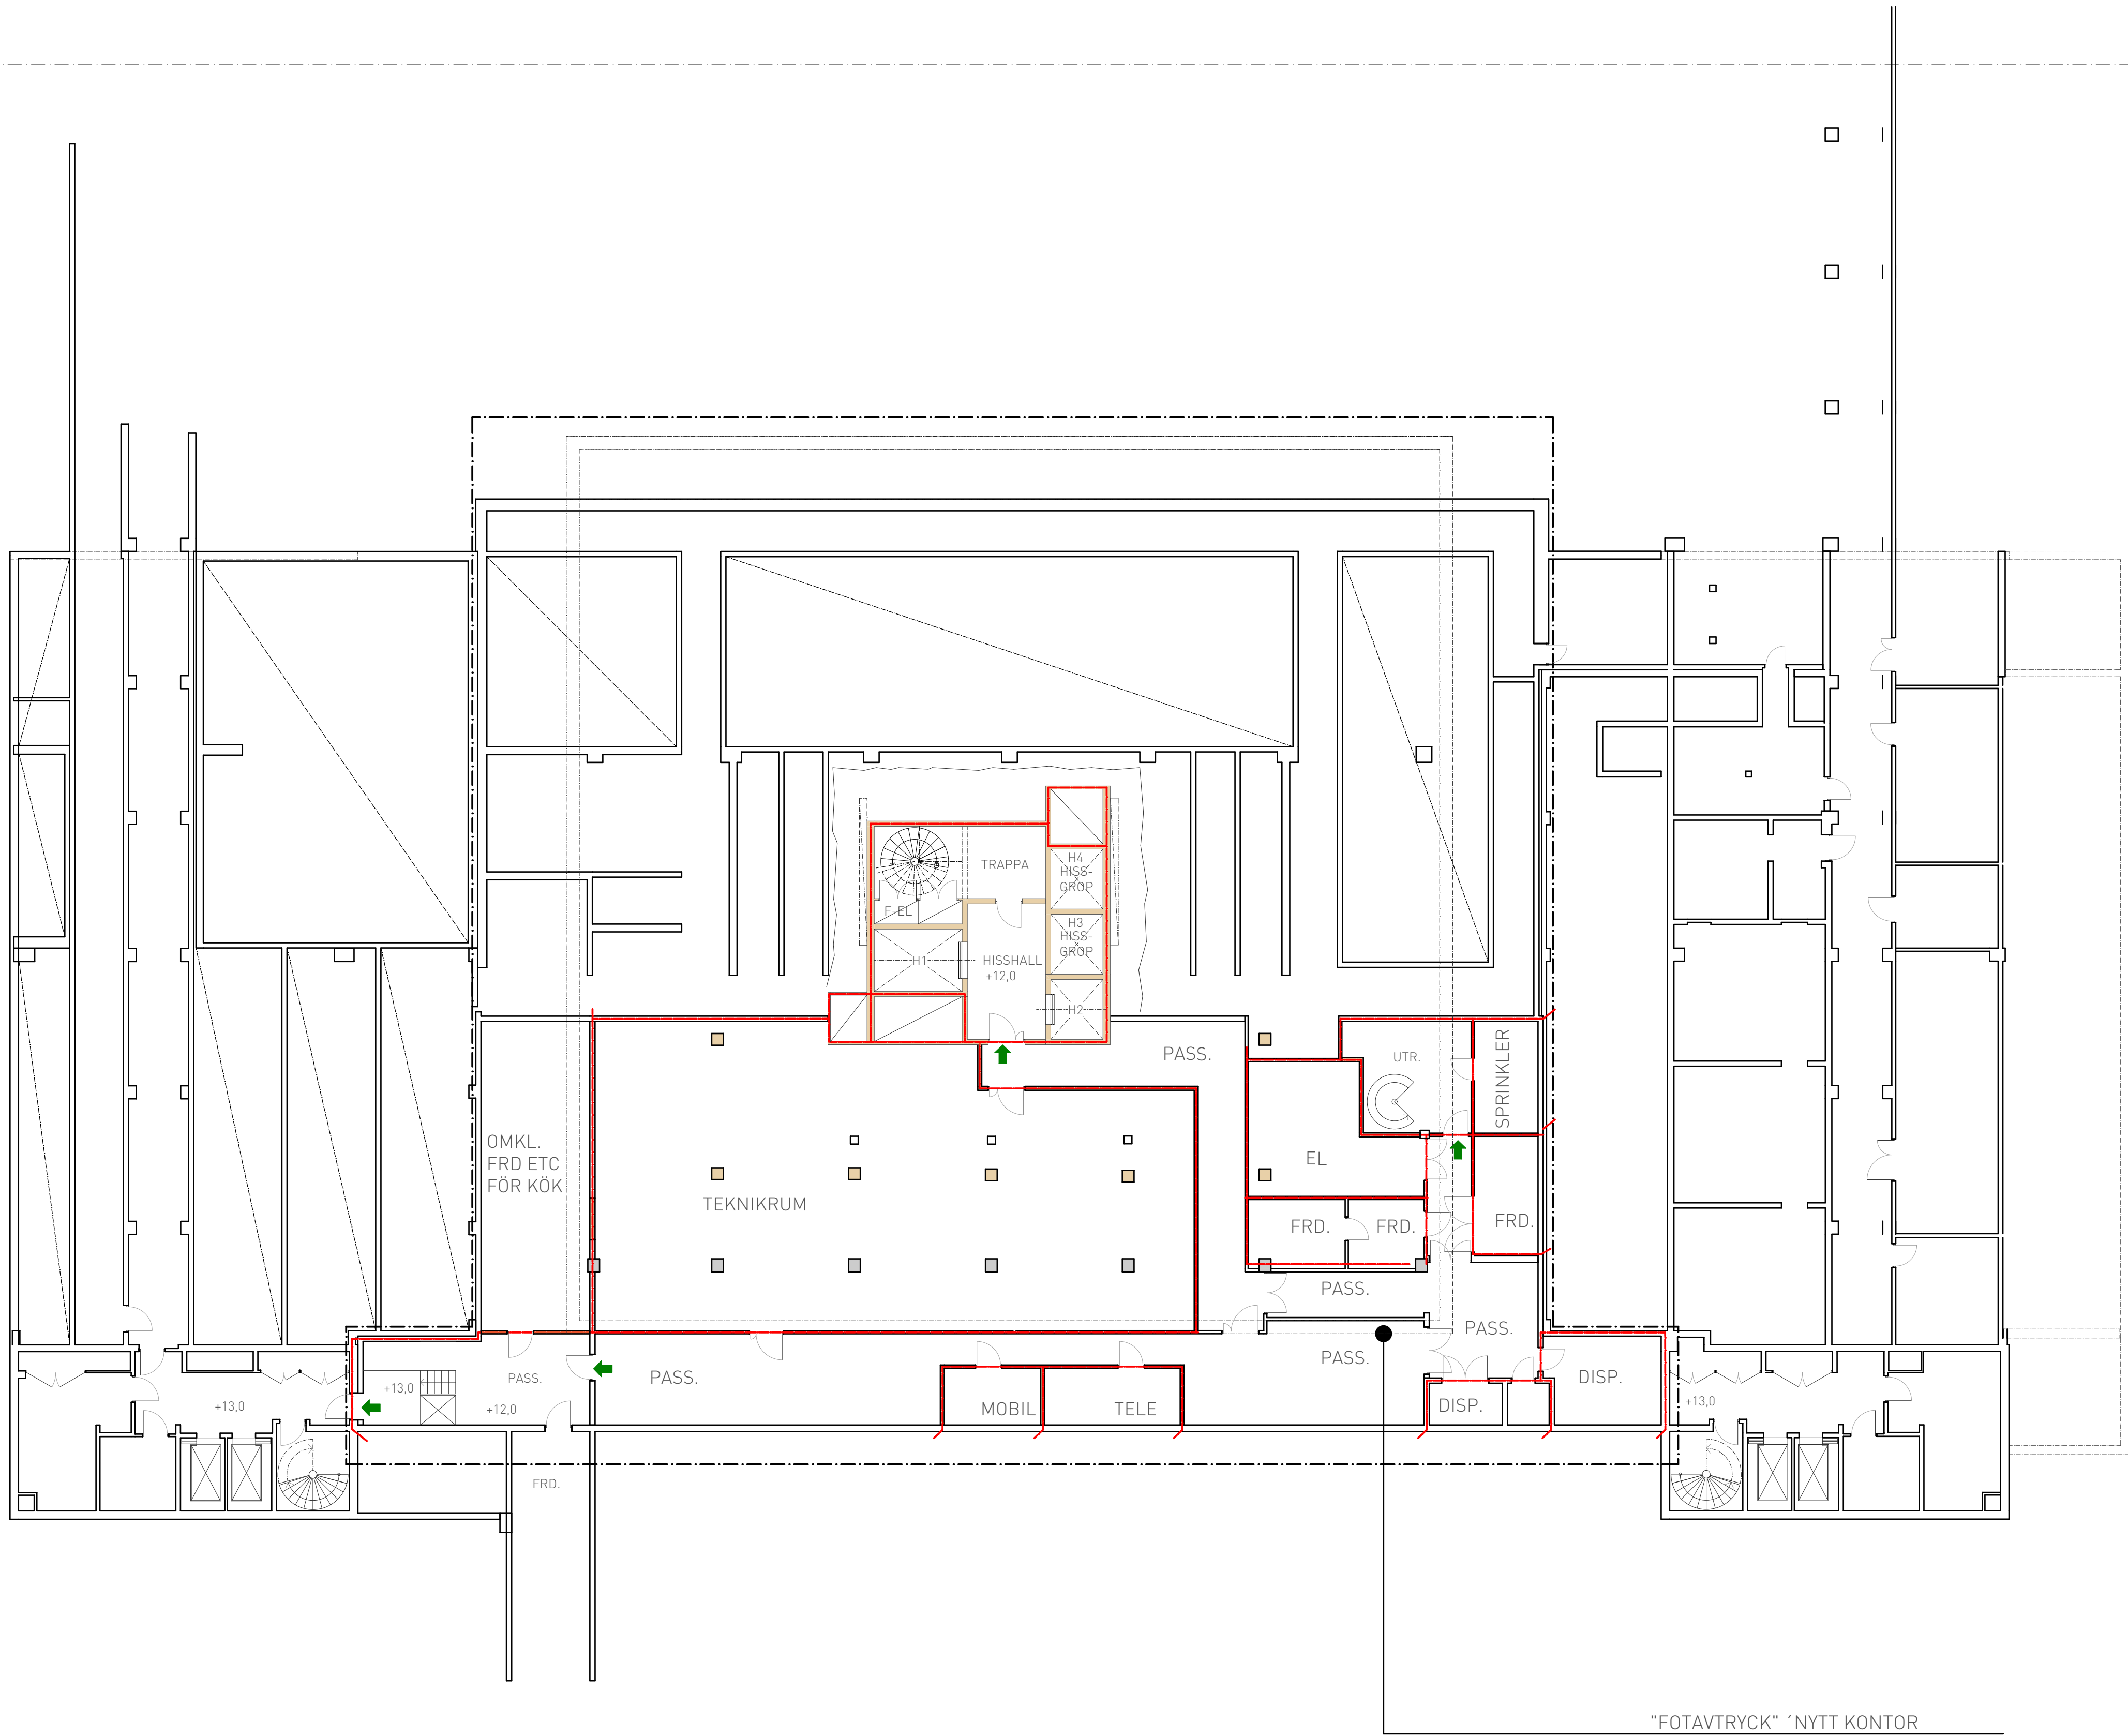 TRAPPA
H4
HISS-
GROP
F-EL
H3
HISS-
GROP
H1
HISSHALL
+12,0
H2
PASS.
UTR.
SPRINKLER
OMKL.
FRD ETC
FÖR KÖK
EL
TEKNIKRUM
FRD.
FRD.
FRD.
PASS.
PASS.
PASS.
PASS.
PASS.
DISP.
+13,0
+13,0
+12,0
MOBIL
TELE
DISP.
+13,0
FRD.
"FOTAVTRYCK" ´NYTT KONTOR